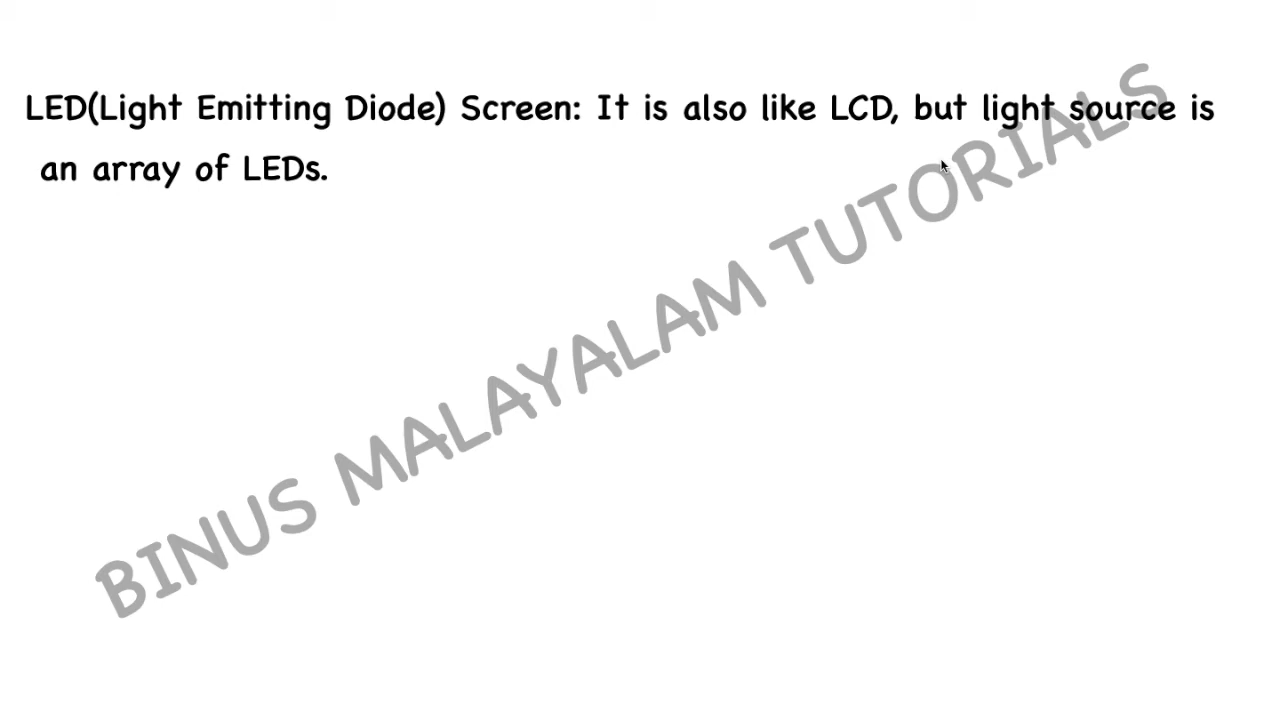 LED(Light Emitting Diode) Screen: It is also like LCD, but light source is
an array of LEDs.
BINUS MALAYALAM TUTORIALS